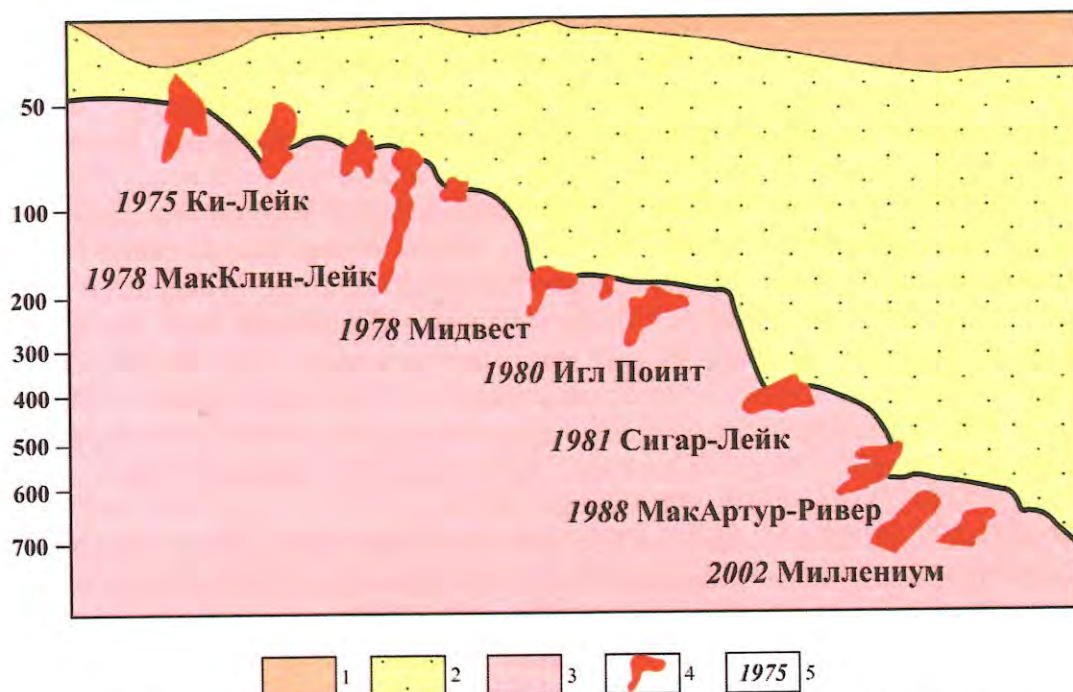 50
100
200
300
400
500
600
700
1975 Ки-Лейк
1978 МакКлин-Лейк
1978 Мидвест
1980 Игл Поинт
1981 Сигар-Лейк
1988 МакАртур-Ривер
2002 Миллениум
1 2 3 4 1975 5